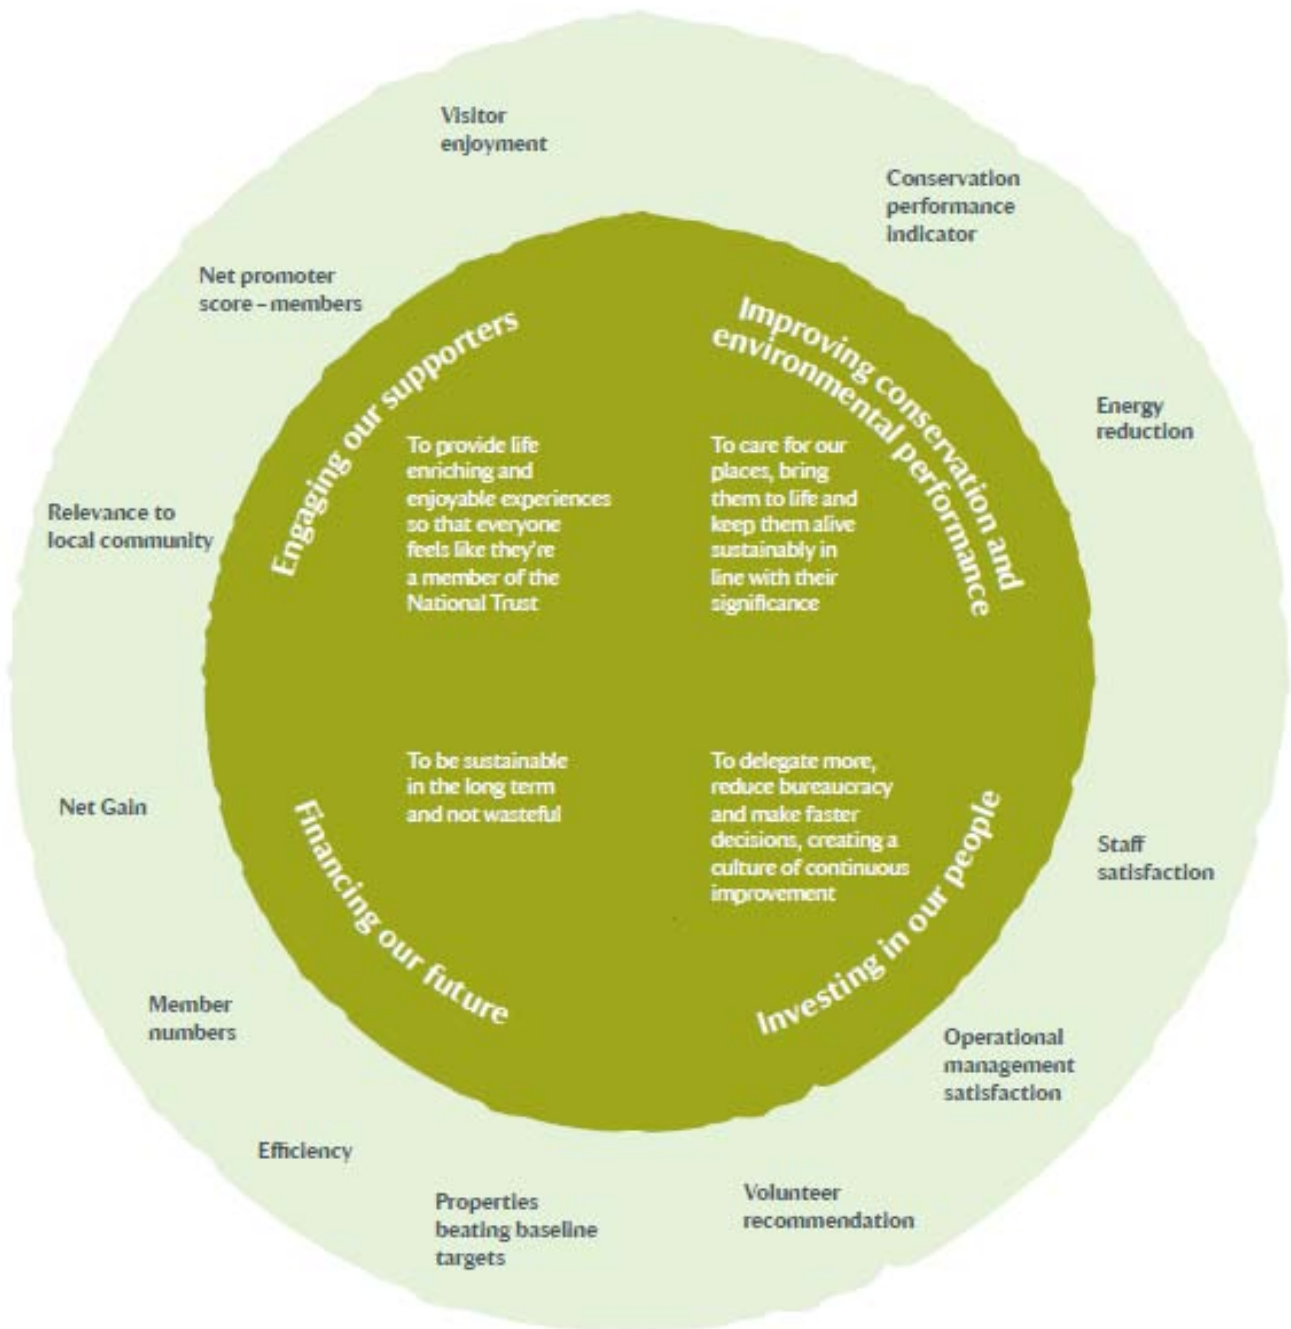 Visitor
enjoyment
Conservation
performance
indicator
Net promoter
score – members
Energy
reduction
Relevance to
local community
Engaging our supporters
To provide life
enriching and
enjoyable experiences
so that everyone
feels like they're
a member of the
National Trust
Improving conservation and
environmental performance
To care for our
places, bring
them to life and
keep them alive
sustainably in
line with their
significance
Net Gain
Financing our future
To be sustainable
in the long term
and not wasteful
To delegate more,
reduce bureaucracy
and make faster
decisions, creating a
culture of continuous
improvement
Investing in our people
Staff
satisfaction
Member
numbers
Operational
management
satisfaction
Efficiency
Properties
beating baseline
targets
Volunteer
recommendation